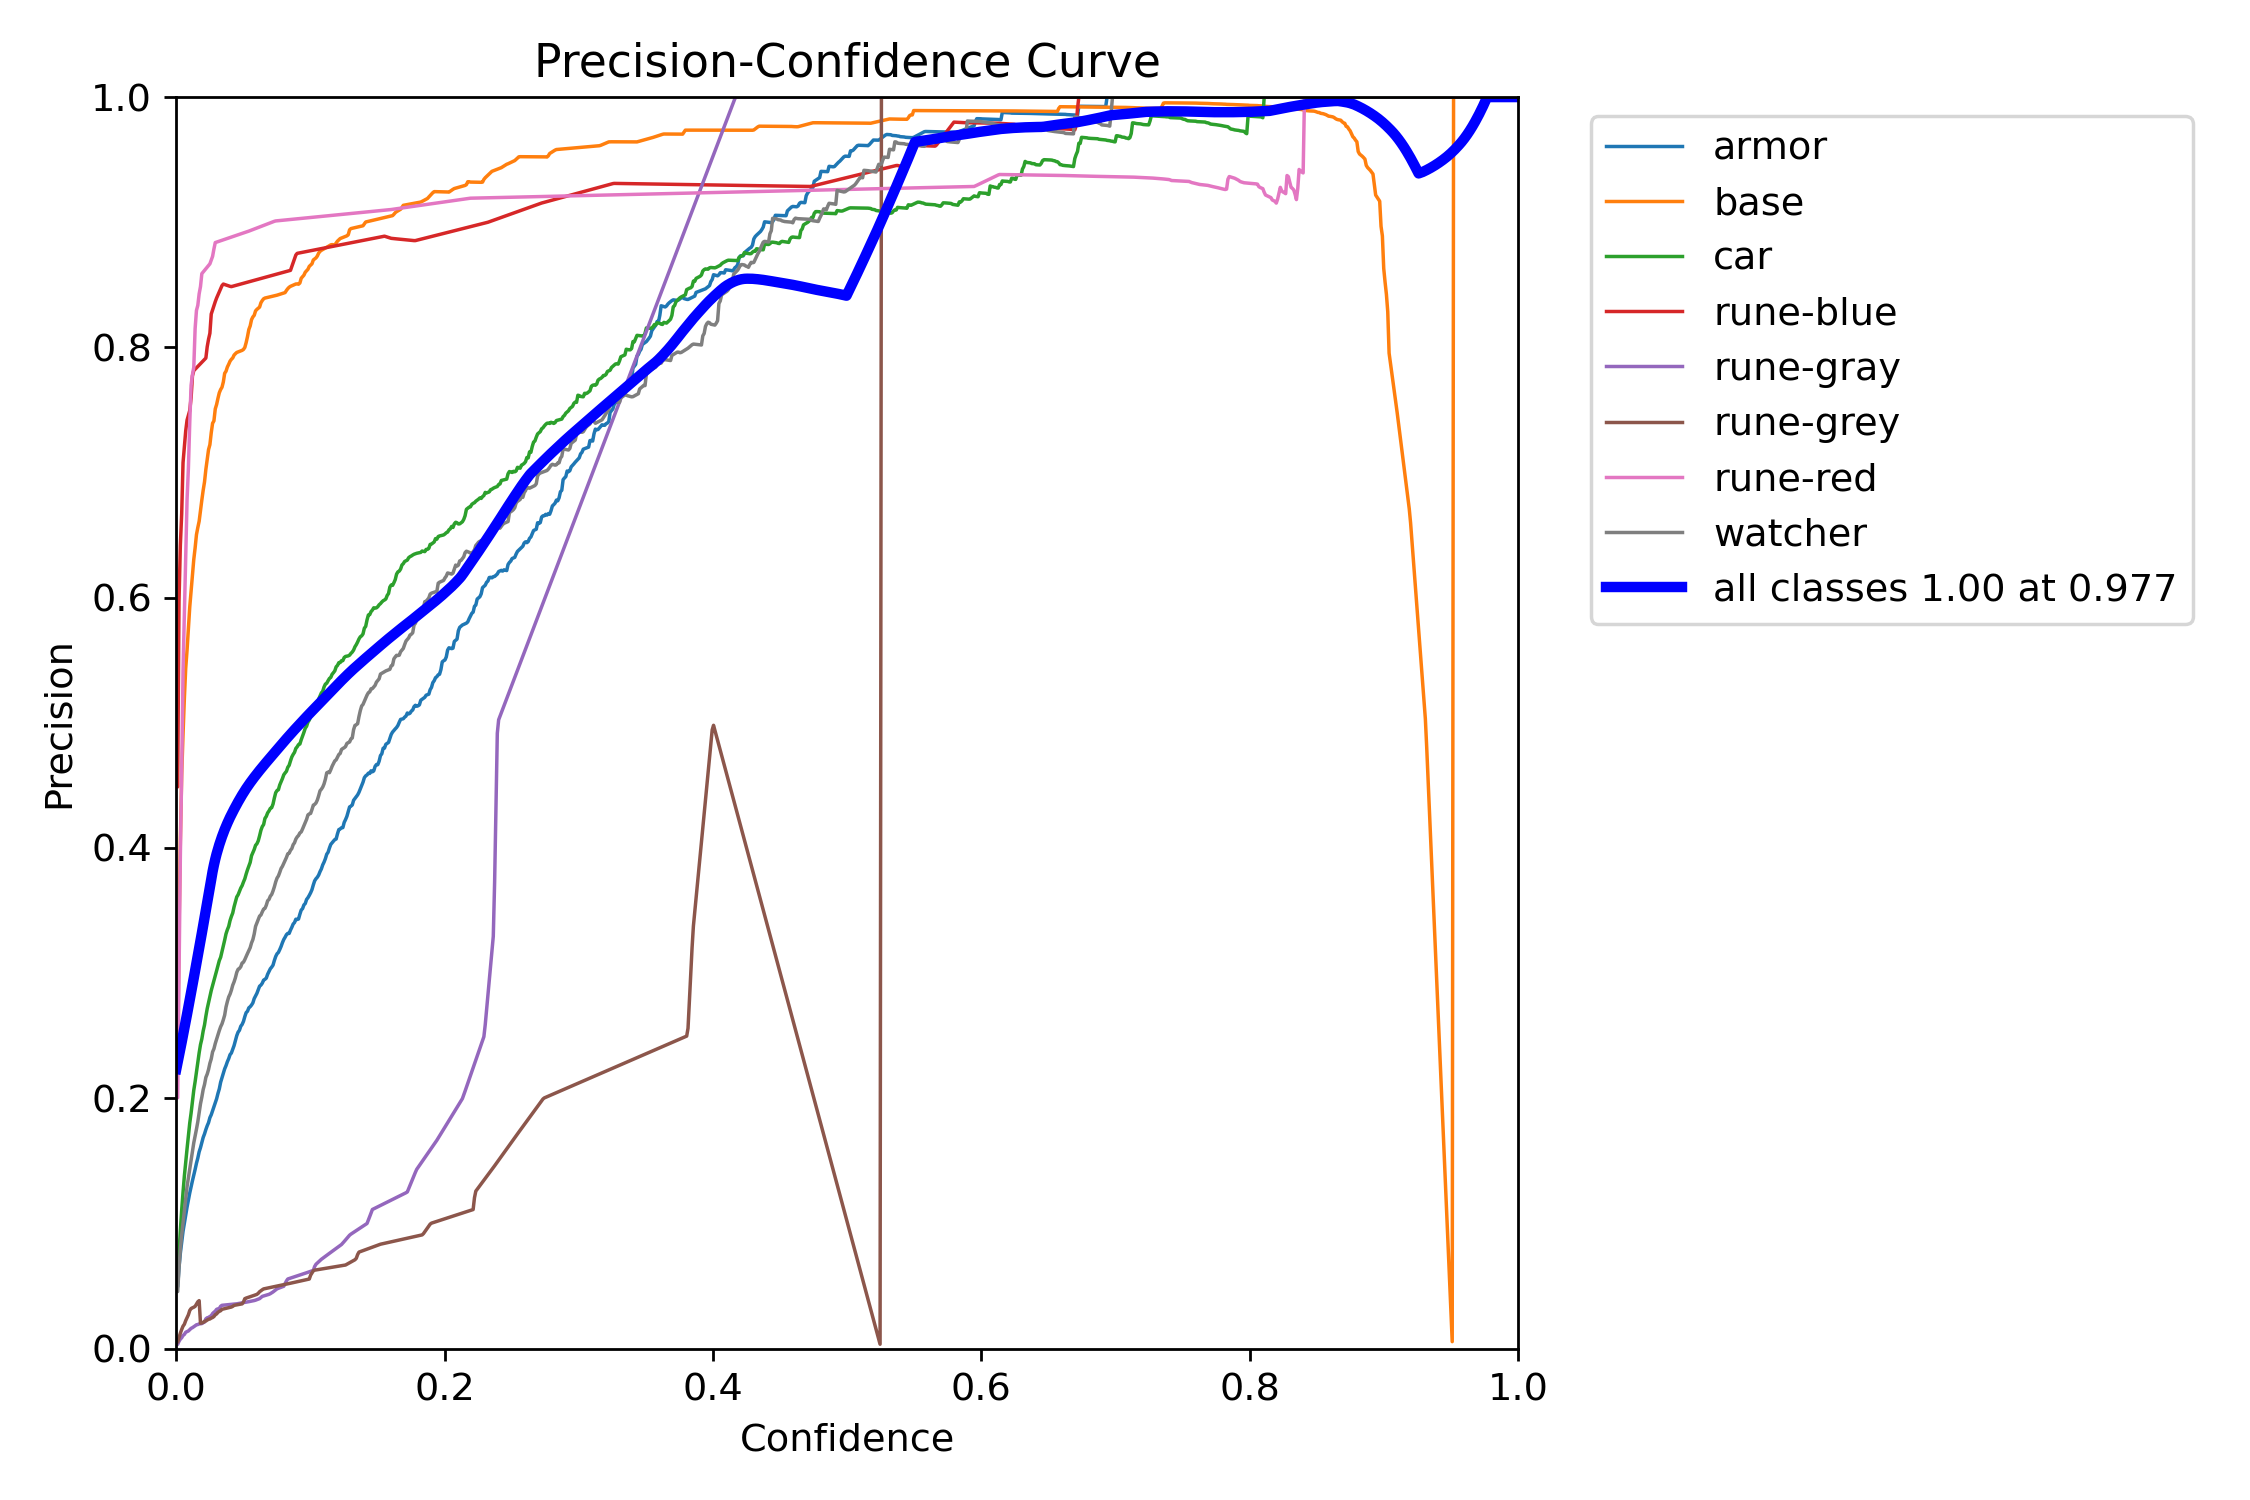 Precision-Confidence Curve
1.0
0.8
0.6
0.4
0.2
0.0
Precision
0.0 0.2 0.4 0.6 0.8 1.0
Confidence
armor
base
car
rune-blue
rune-gray
rune-grey
rune-red
watcher
all classes 1.00 at 0.977